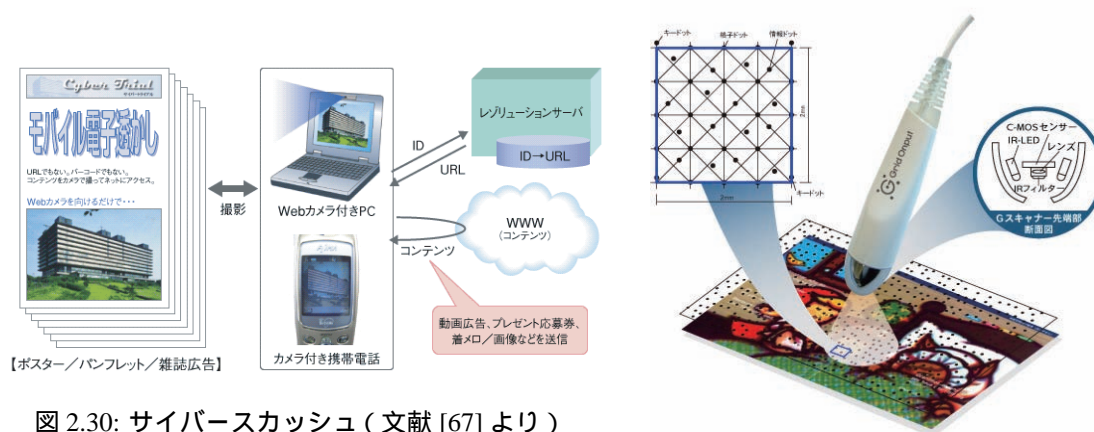 Cyber Trial
モバイル電子透かし
URLでもない。バーコードでもない。
コンテンツをカメラで撮ってネットにアクセス。
Webカメラを向けるだけで・・・
【ポスター／パンフレット／雑誌広告】
撮影
Webカメラ付きPC
カメラ付き携帯電話
ID
URL
レゾリューションサーバ
ID→URL
WWW
(コンテンツ)
コンテンツ
動画広告、プレゼント応募券、
着メロ／画像などを送信
図 2.30: サイバースカッシュ ( 文献 [67] より )
キードット
格子ドット
情報ドット
2mm
2mm
キードット
Grid Onput
C-MOSセンサー
IR-LED
レンズ
IRフィルター
Gスキャナー先端部
断面図